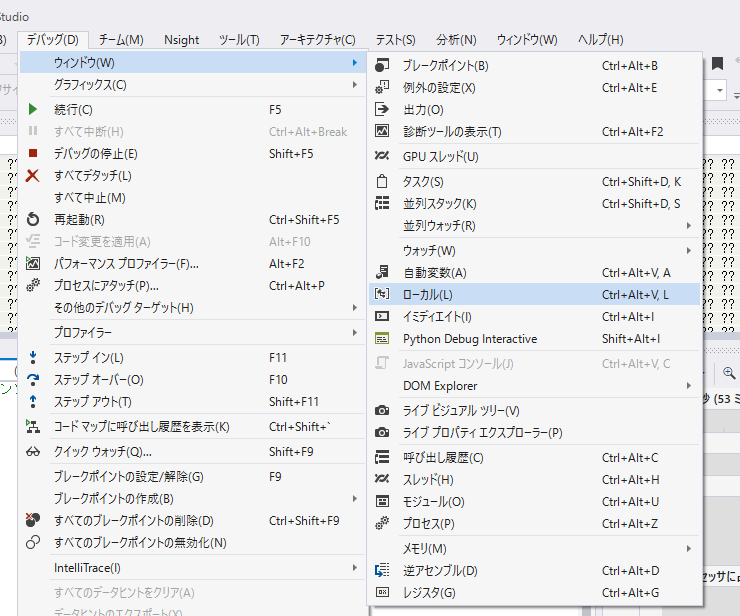 Studio
デバッグ(D) チーム(M) Nsight ツール(T) アーキテクチャ(C) テスト(S) 分析(N) ウィンドウ(W) ヘルプ(H)
ウィンドウ(W)
グラフィックス(C)
続行(C) F5
すべて中断(H) Ctrl+Alt+Break
デバッグの停止(E) Shift+F5
すべてデタッチ(L)
すべて中止(M)
再起動(R) Ctrl+Shift+F5
コード変更を適用(A) Alt+F10
パフォーマンス プロファイラー(F)... Alt+F2
プロセスにアタッチ(P)... Ctrl+Alt+P
その他のデバッグ ターゲット(H)
プロファイラー
ステップ イン(L) F11
ステップ オーバー(O) F10
ステップ アウト(T) Shift+F11
コード マップに呼び出し履歴を表示(K) Ctrl+Shift+`
クイック ウォッチ(Q)... Shift+F9
ブレークポイントの設定/解除(G) F9
ブレークポイントの作成(B)
すべてのブレークポイントの削除(D) Ctrl+Shift+F9
すべてのブレークポイントの無効化(N)
IntelliTrace(I)
すべてのデータヒントをクリア(A)
データヒントのエクスポート(X)
ブレークポイント(B) Ctrl+Alt+B
例外の設定(X) Ctrl+Alt+E
出力(O)
診断ツールの表示(T) Ctrl+Alt+F2
GPU スレッド(U)
タスク(S) Ctrl+Shift+D, K
並列スタック(K) Ctrl+Shift+D, S
並列ウォッチ(R)
ウォッチ(W)
自動変数(A) Ctrl+Alt+V, A
ローカル(L) Ctrl+Alt+V, L
イミディエイト(I) Ctrl+Alt+I
Python Debug Interactive Shift+Alt+I
JavaScript コンソール(J) Ctrl+Alt+V, C
DOM Explorer
ライブ ビジュアル ツリー(V)
ライブ プロパティ エクスプローラー(P)
呼び出し履歴(C) Ctrl+Alt+C
スレッド(H) Ctrl+Alt+H
モジュール(O) Ctrl+Alt+U
プロセス(P) Ctrl+Alt+Z
メモリ(M)
逆アセンブル(D) Ctrl+Alt+D
レジスタ(G) Ctrl+Alt+G